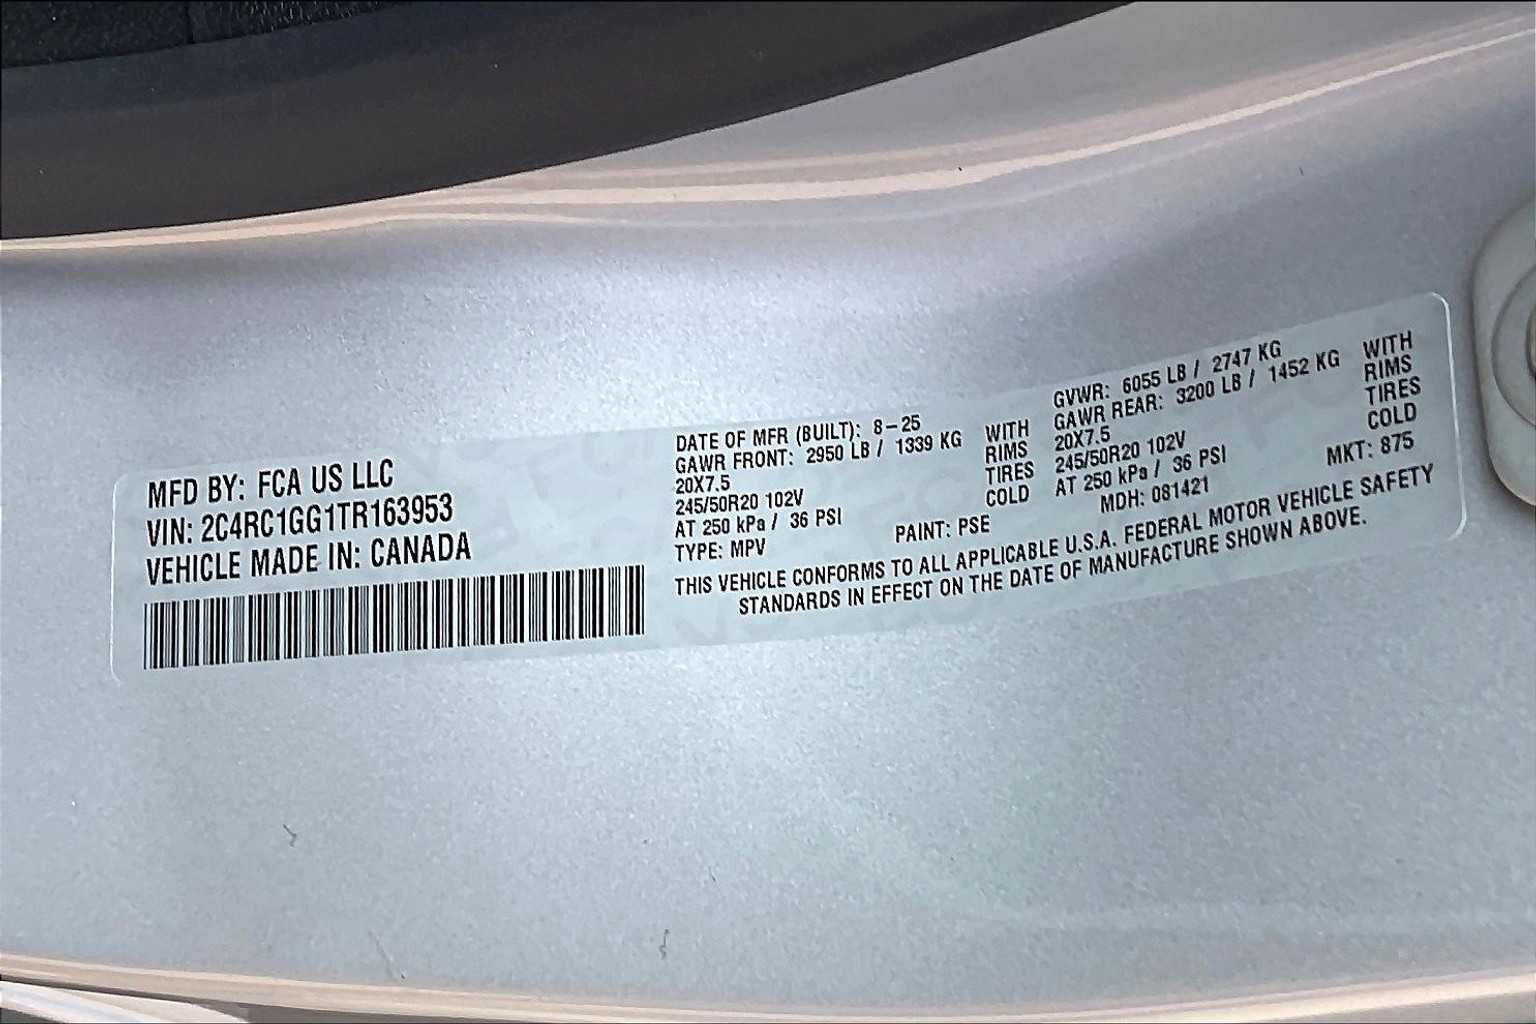 MFD BY: FCA US LLC
VIN: 2C4RC1GG1TR163953
VEHICLE MADE IN: CANADA
DATE OF MFR (BUILT): 8-25
GAWR FRONT: 2950 LB / 1339 KG WITH
20X7.5 RIMS
245/50R20 102V TIRES
AT 250 kPa / 36 PSI COLD
TYPE: MPV PAINT: PSE
GVWR: 6055 LB / 2747 KG
GAWR REAR: 3200 LB / 1452 KG WITH
20X7.5 RIMS
245/50R20 102V TIRES
AT 250 kPa / 36 PSI COLD
MDH: 081421 MKT: 875
THIS VEHICLE CONFORMS TO ALL APPLICABLE U.S.A. FEDERAL MOTOR VEHICLE SAFETY
STANDARDS IN EFFECT ON THE DATE OF MANUFACTURE SHOWN ABOVE.